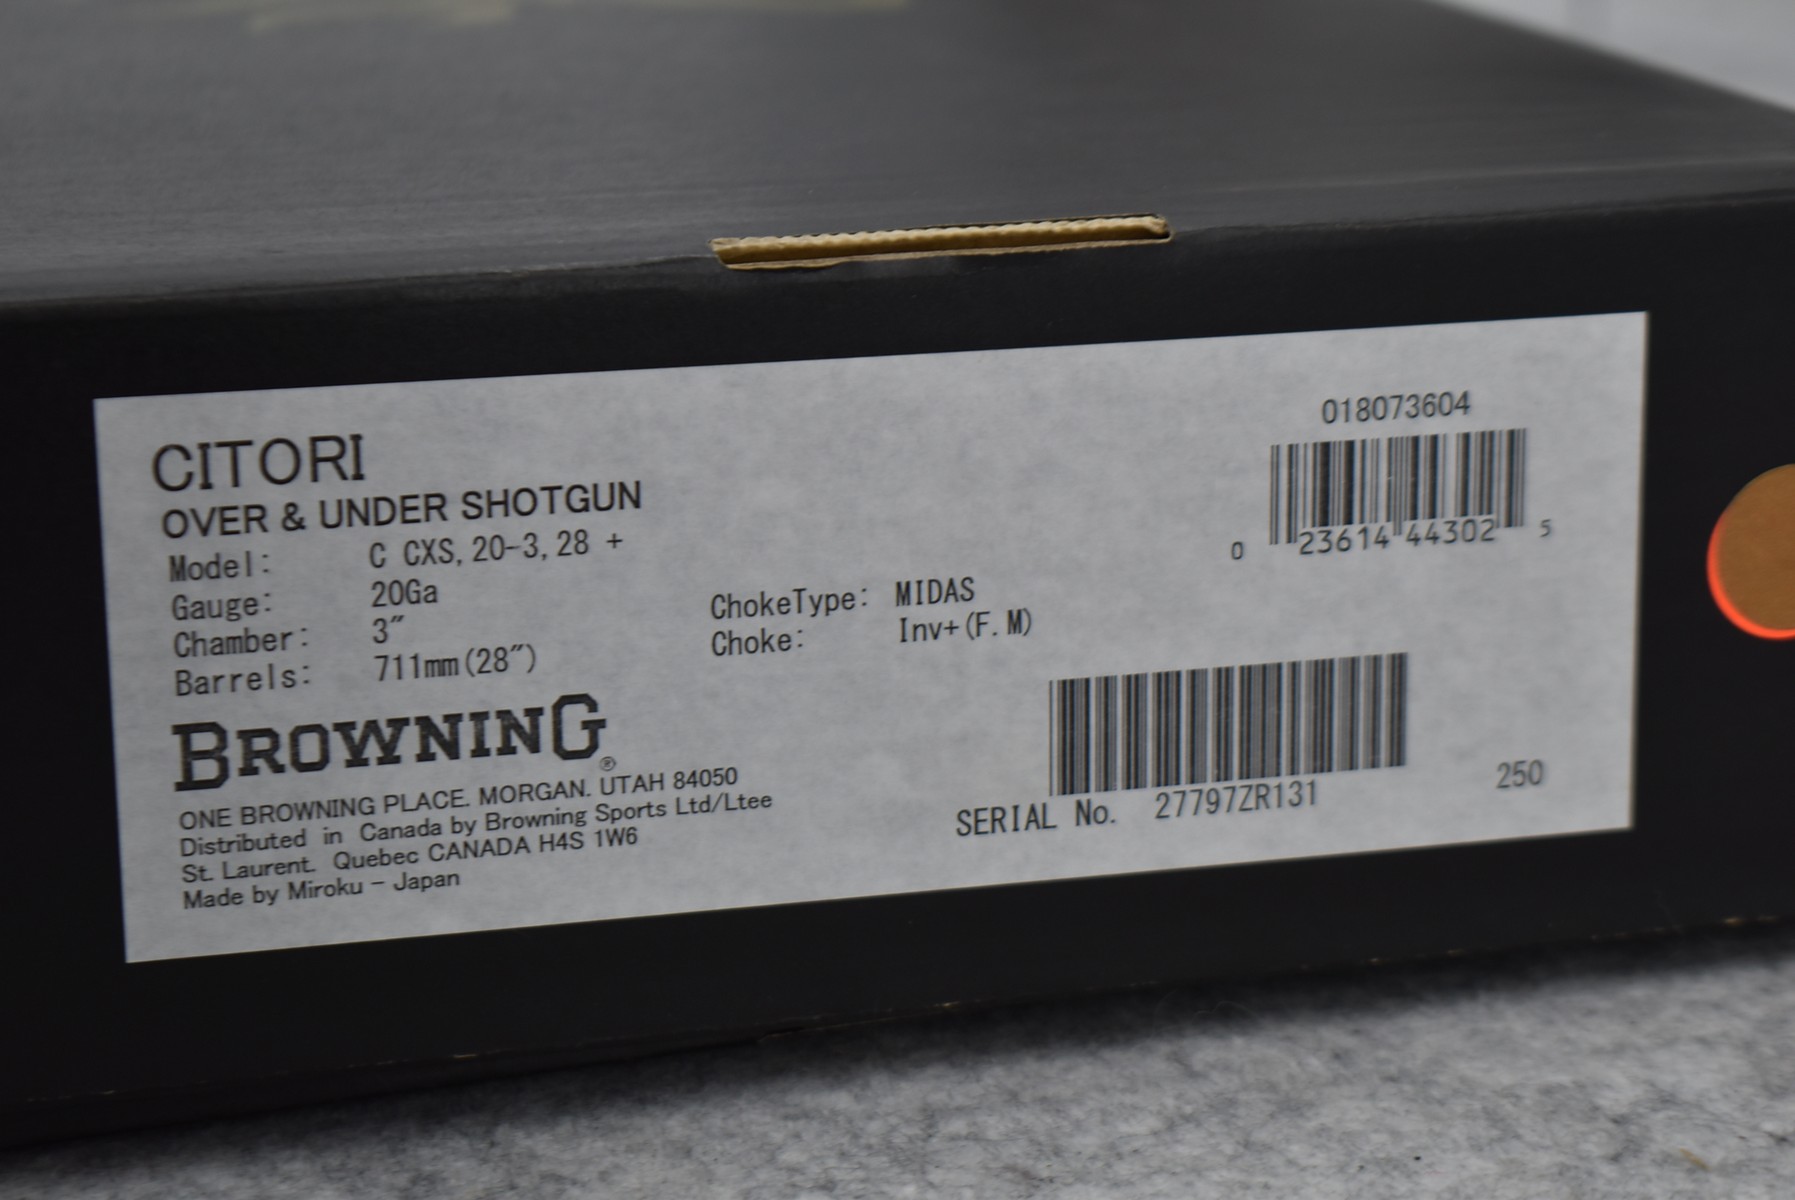 CITORI
OVER & UNDER SHOTGUN
Model: C CXS, 20-3, 28 +
Gauge: 20Ga
Chamber: 3"
Barrels: 711mm(28")
ChokeType: MIDAS
Choke: Inv+(F.M)
BROWNING®
ONE BROWNING PLACE. MORGAN. UTAH 84050
Distributed in Canada by Browning Sports Ltd/Ltee
St. Laurent. Quebec CANADA H4S 1W6
Made by Miroku - Japan
018073604
0 23614 44302 5
SERIAL No. 27797ZR131
250